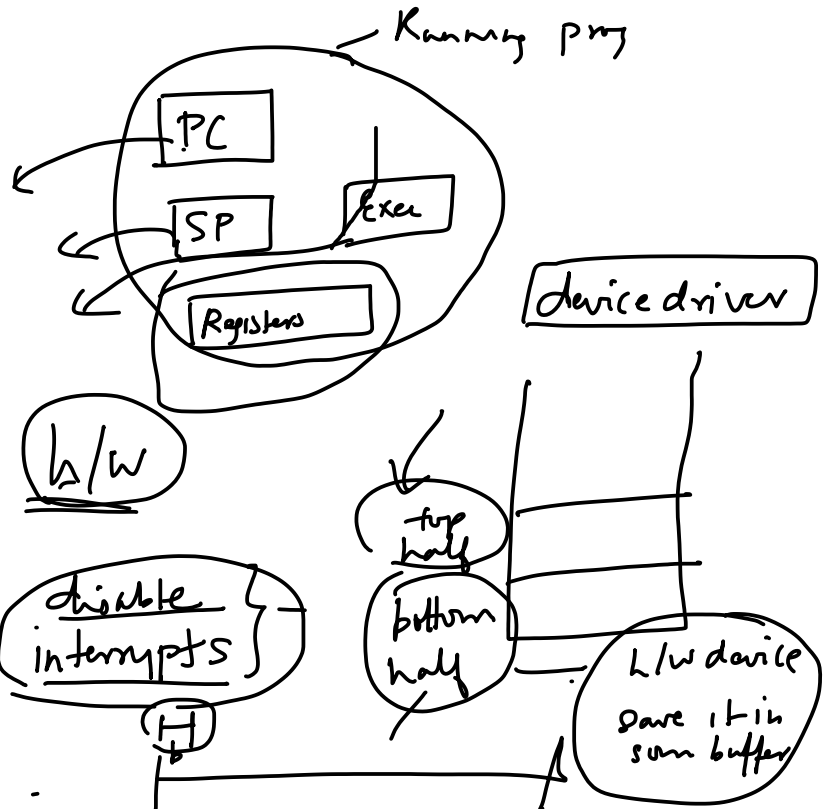 Running prog
PC
SP
Exec
Registers
device driver
h/w
top
half
disable
interrupts
bottom
half
h/w device
save it in
som buffer
H
b